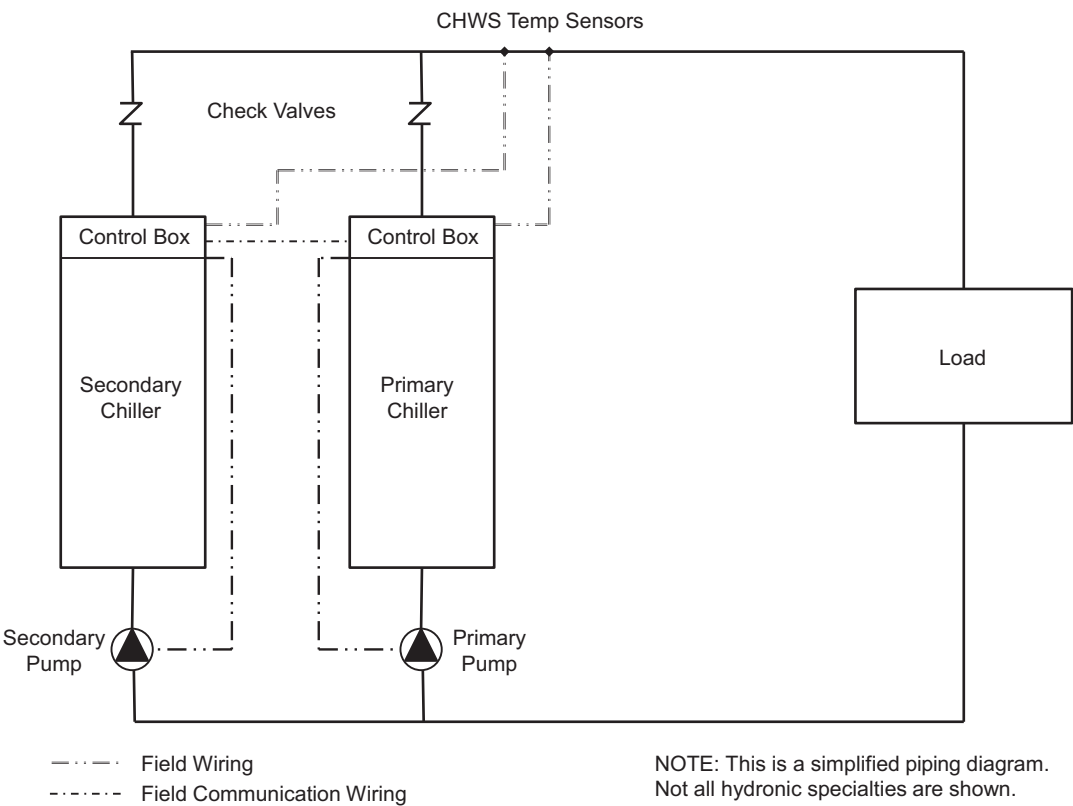 CHWS Temp Sensors
Check Valves
Control Box
Control Box
Secondary
Chiller
Primary
Chiller
Load
Secondary
Pump
Primary
Pump
Field Wiring
Field Communication Wiring
NOTE: This is a simplified piping diagram.
Not all hydronic specialties are shown.